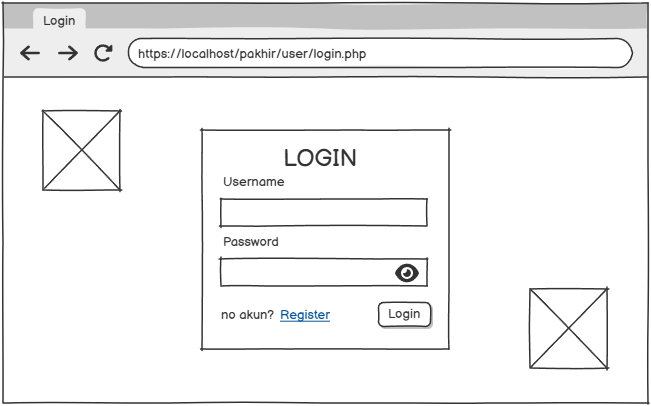 Login
https://localhost/pakhir/user/login.php
LOGIN
Username
Password
no akun? Register
Login